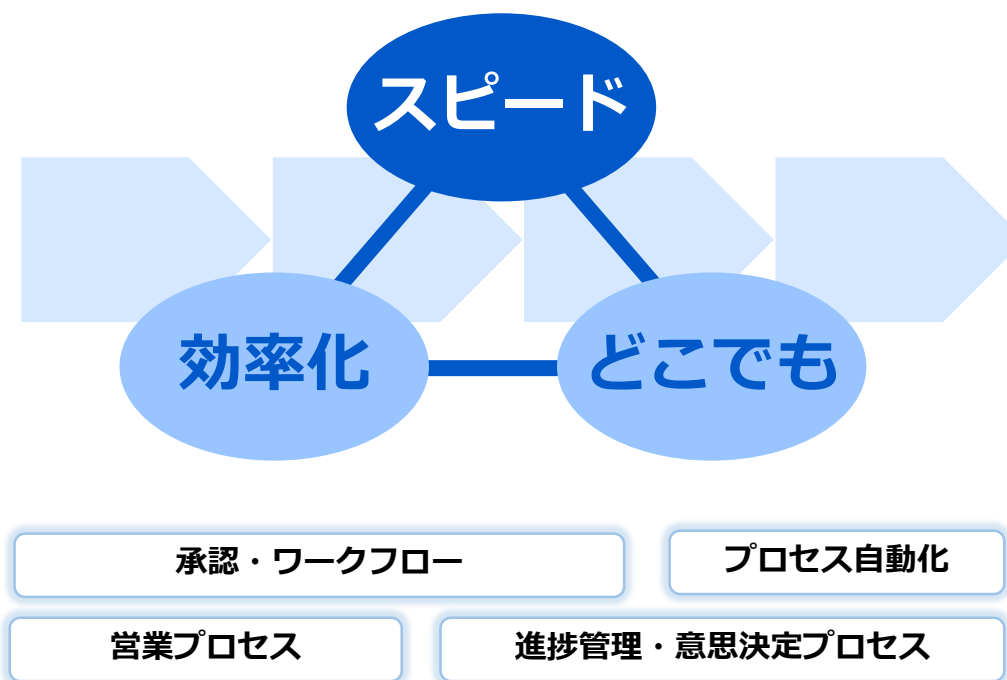 スピード
効率化
どこでも
承認・ワークフロー
プロセス自動化
営業プロセス
進捗管理・意思決定プロセス